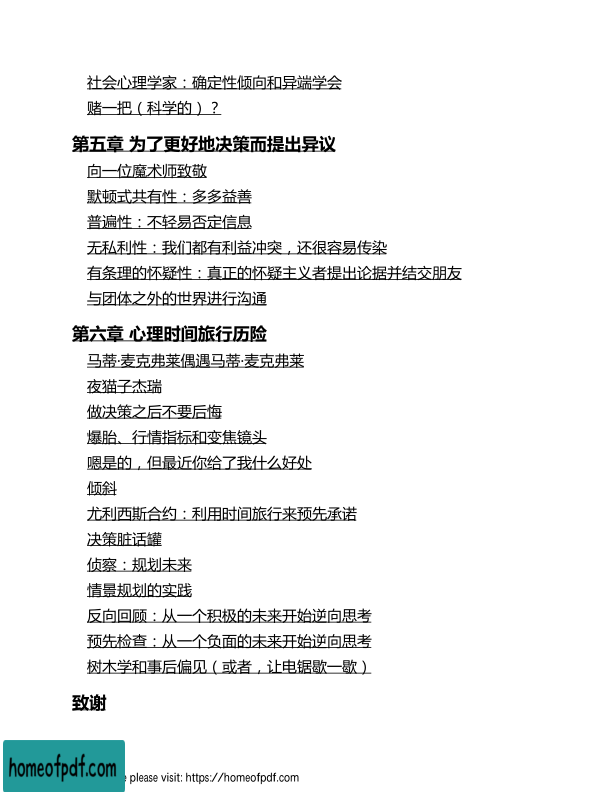 社会心理学家：确定性倾向和异端学会
赌一把（科学的）？
第五章 为了更好地决策而提出异议
向一位魔术师致敬
默顿式共有性：多多益善
普遍性：不轻易否定信息
无私利性：我们都有利益冲突，还很容易传染
有条理的怀疑性：真正的怀疑主义者提出论据并结交朋友
与团体之外的世界进行沟通
第六章 心理时间旅行历险
马蒂·麦克弗莱偶遇马蒂·麦克弗莱
夜猫子杰瑞
做决策之后不要后悔
爆胎、行情指标和变焦镜头
嗯是的，但最近你给了我什么好处
倾斜
尤利西斯合约：利用时间旅行来预先承诺
决策脏话罐
侦察：规划未来
情景规划的实践
反向回顾：从一个积极的未来开始逆向思考
预先检查：从一个负面的未来开始逆向思考
树木学和事后偏见（或者，让电锯歇一歇）
致谢
homeofpdf.com
e please visit: https://homeofpdf.com